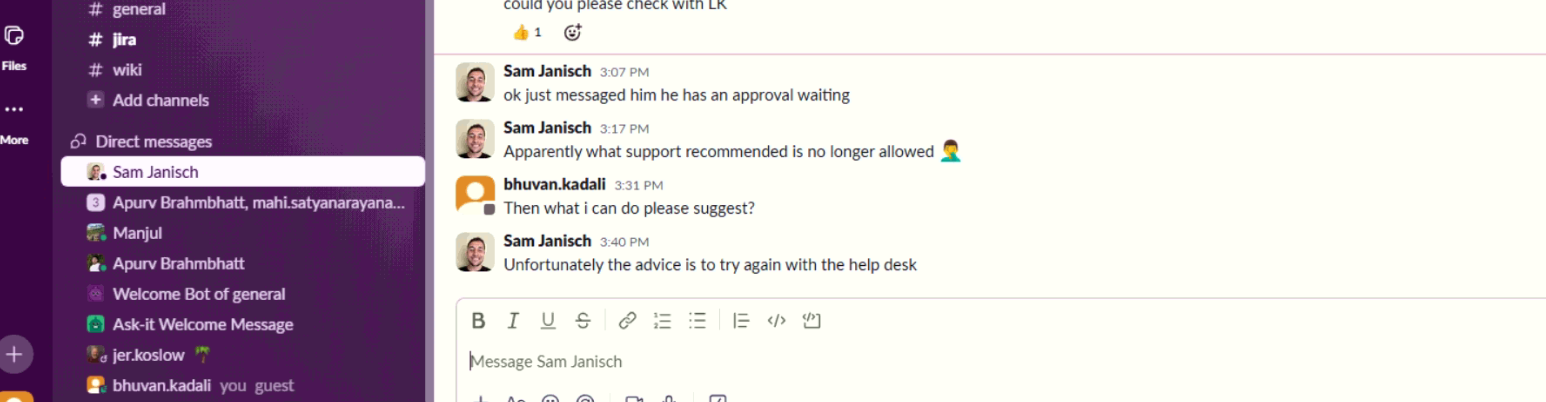 general
jira
wiki
Add channels
Files
More
Direct messages
Sam Janisch
3 Apurv Brahmbhatt, mahi.satyanarayana...
Manjul
Apurv Brahmbhatt
Welcome Bot of general
Ask-it Welcome Message
jer.koslow
bhuvan.kadali you guest
could you please check with LK
1
Sam Janisch 3:07 PM
ok just messaged him he has an approval waiting
Sam Janisch 3:17 PM
Apparently what support recommended is no longer allowed
bhuvan.kadali 3:31 PM
Then what i can do please suggest?
Sam Janisch 3:40 PM
Unfortunately the advice is to try again with the help desk
B I U S
Message Sam Janisch
Aa